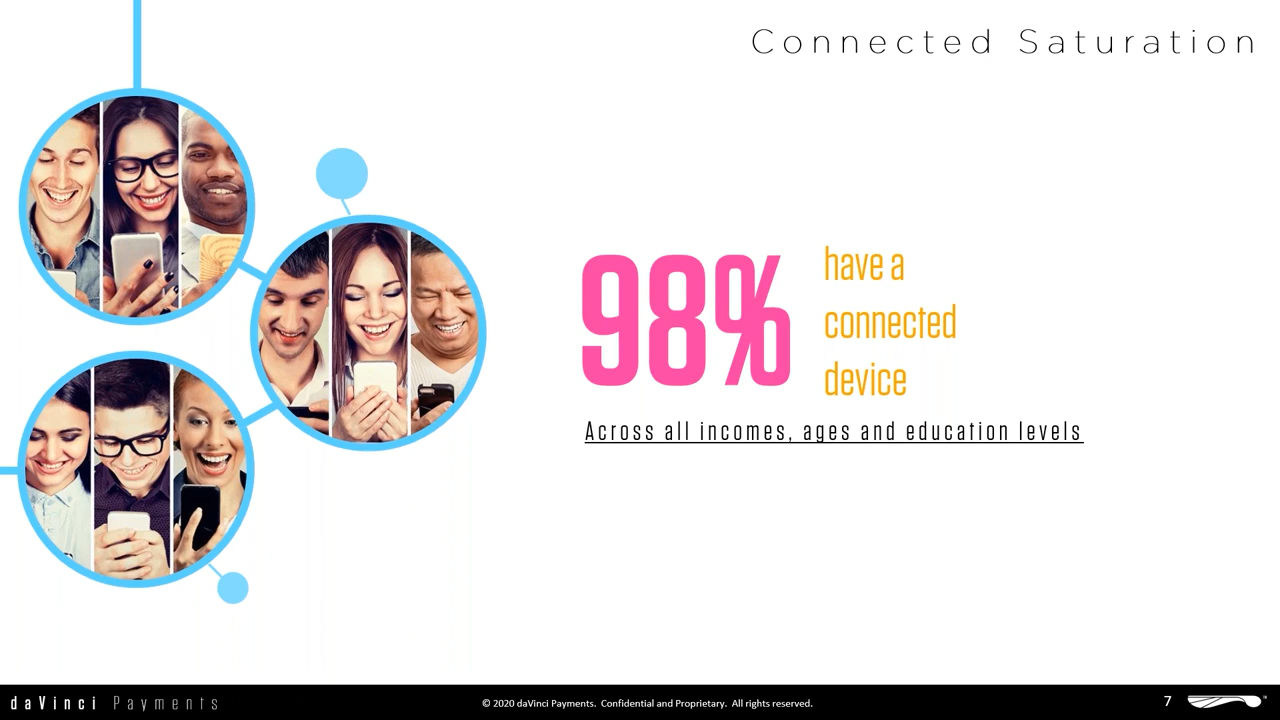 Connected Saturation
98%
have a
connected
device
Across all incomes, ages and education levels
daVinci Payments
© 2020 daVinci Payments. Confidential and Proprietary. All rights reserved.
7
™